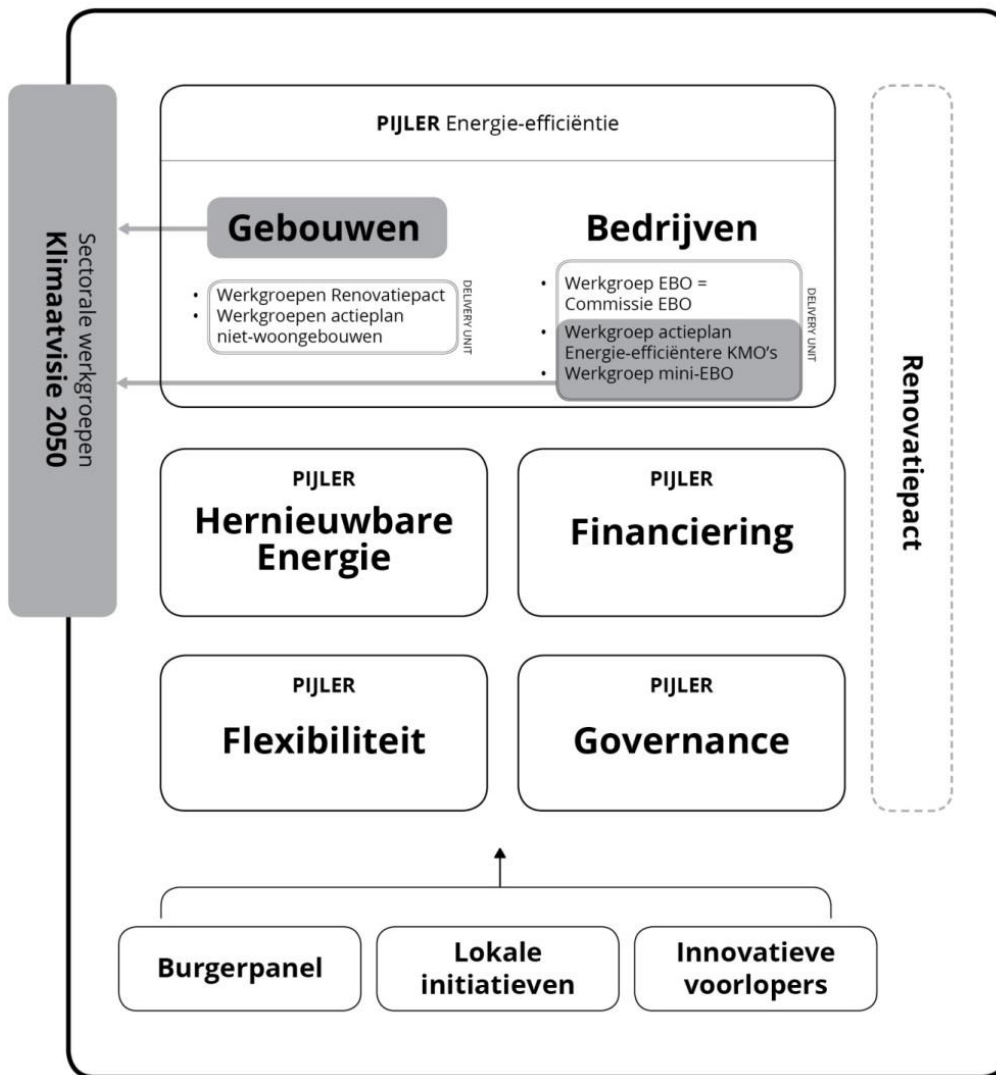 Sectorale werkgroepen
Klimaatvisie 2050
PIJLER Energie-efficiëntie
Gebouwen
• Werkgroepen Renovatiepact
• Werkgroepen actieplan
niet-woongebouwen
DELIVERY UNIT
Bedrijven
• Werkgroep EBO =
Commissie EBO
• Werkgroep actieplan
Energie-efficiëntere KMO's
• Werkgroep mini-EBO
DELIVERY UNIT
Renovatiepact
PIJLER
Hernieuwbare
Energie
PIJLER
Financiering
PIJLER
Flexibiliteit
PIJLER
Governance
Burgerpanel
Lokale
initiatieven
Innovatieve
voorlopers